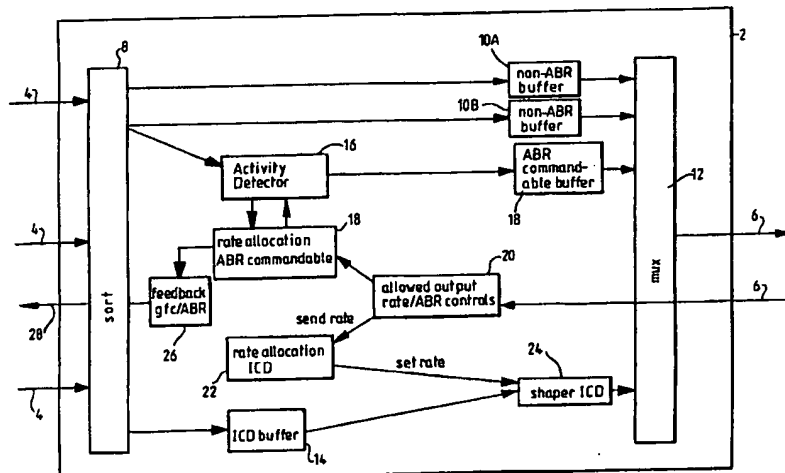 8
2
10A
non-ABR
buffer
4
10B
non-ABR
buffer
16
Activity
Detector
ABR
command-
able buffer
18
12
18
rate allocation
ABR commandable
4
6
20
allowed output
rate/ABR controls
feedback
gfc/ABR
6
28
26
sort
mux
send rate
rate allocation
ICD
22
set rate
24
shaper ICD
4
ICD buffer
14